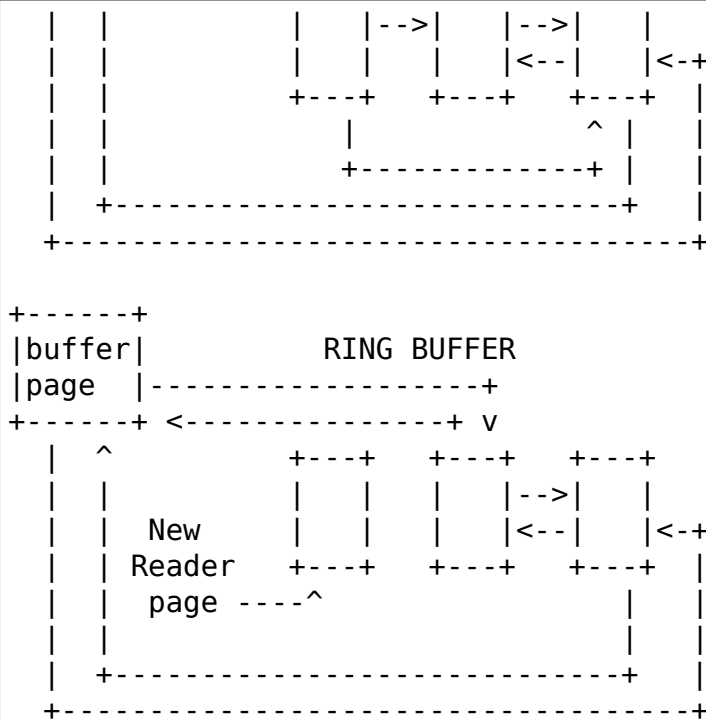 |  |          |   |-->|   |-->|   |
   |  |          |   |   |   |<--|   |<-+
   |  |          +---+   +---+   +---+  |
   |  |             |             ^ |   |
   |  |             +-------------+ |   |
   |  +-----------------------------+   |
   +------------------------------------+

+------+
|buffer|          RING BUFFER
|page  |-------------------+
+------+ <---------------+ v
   |  ^          +---+   +---+   +---+
   |  |          |   |   |   |-->|   |
   |  |  New     |   |   |   |<--|   |<-+
   |  | Reader   +---+   +---+   +---+  |
   |  |  page ----^                 |   |
   |  |                             |   |
   |  +-----------------------------+   |
   +------------------------------------+